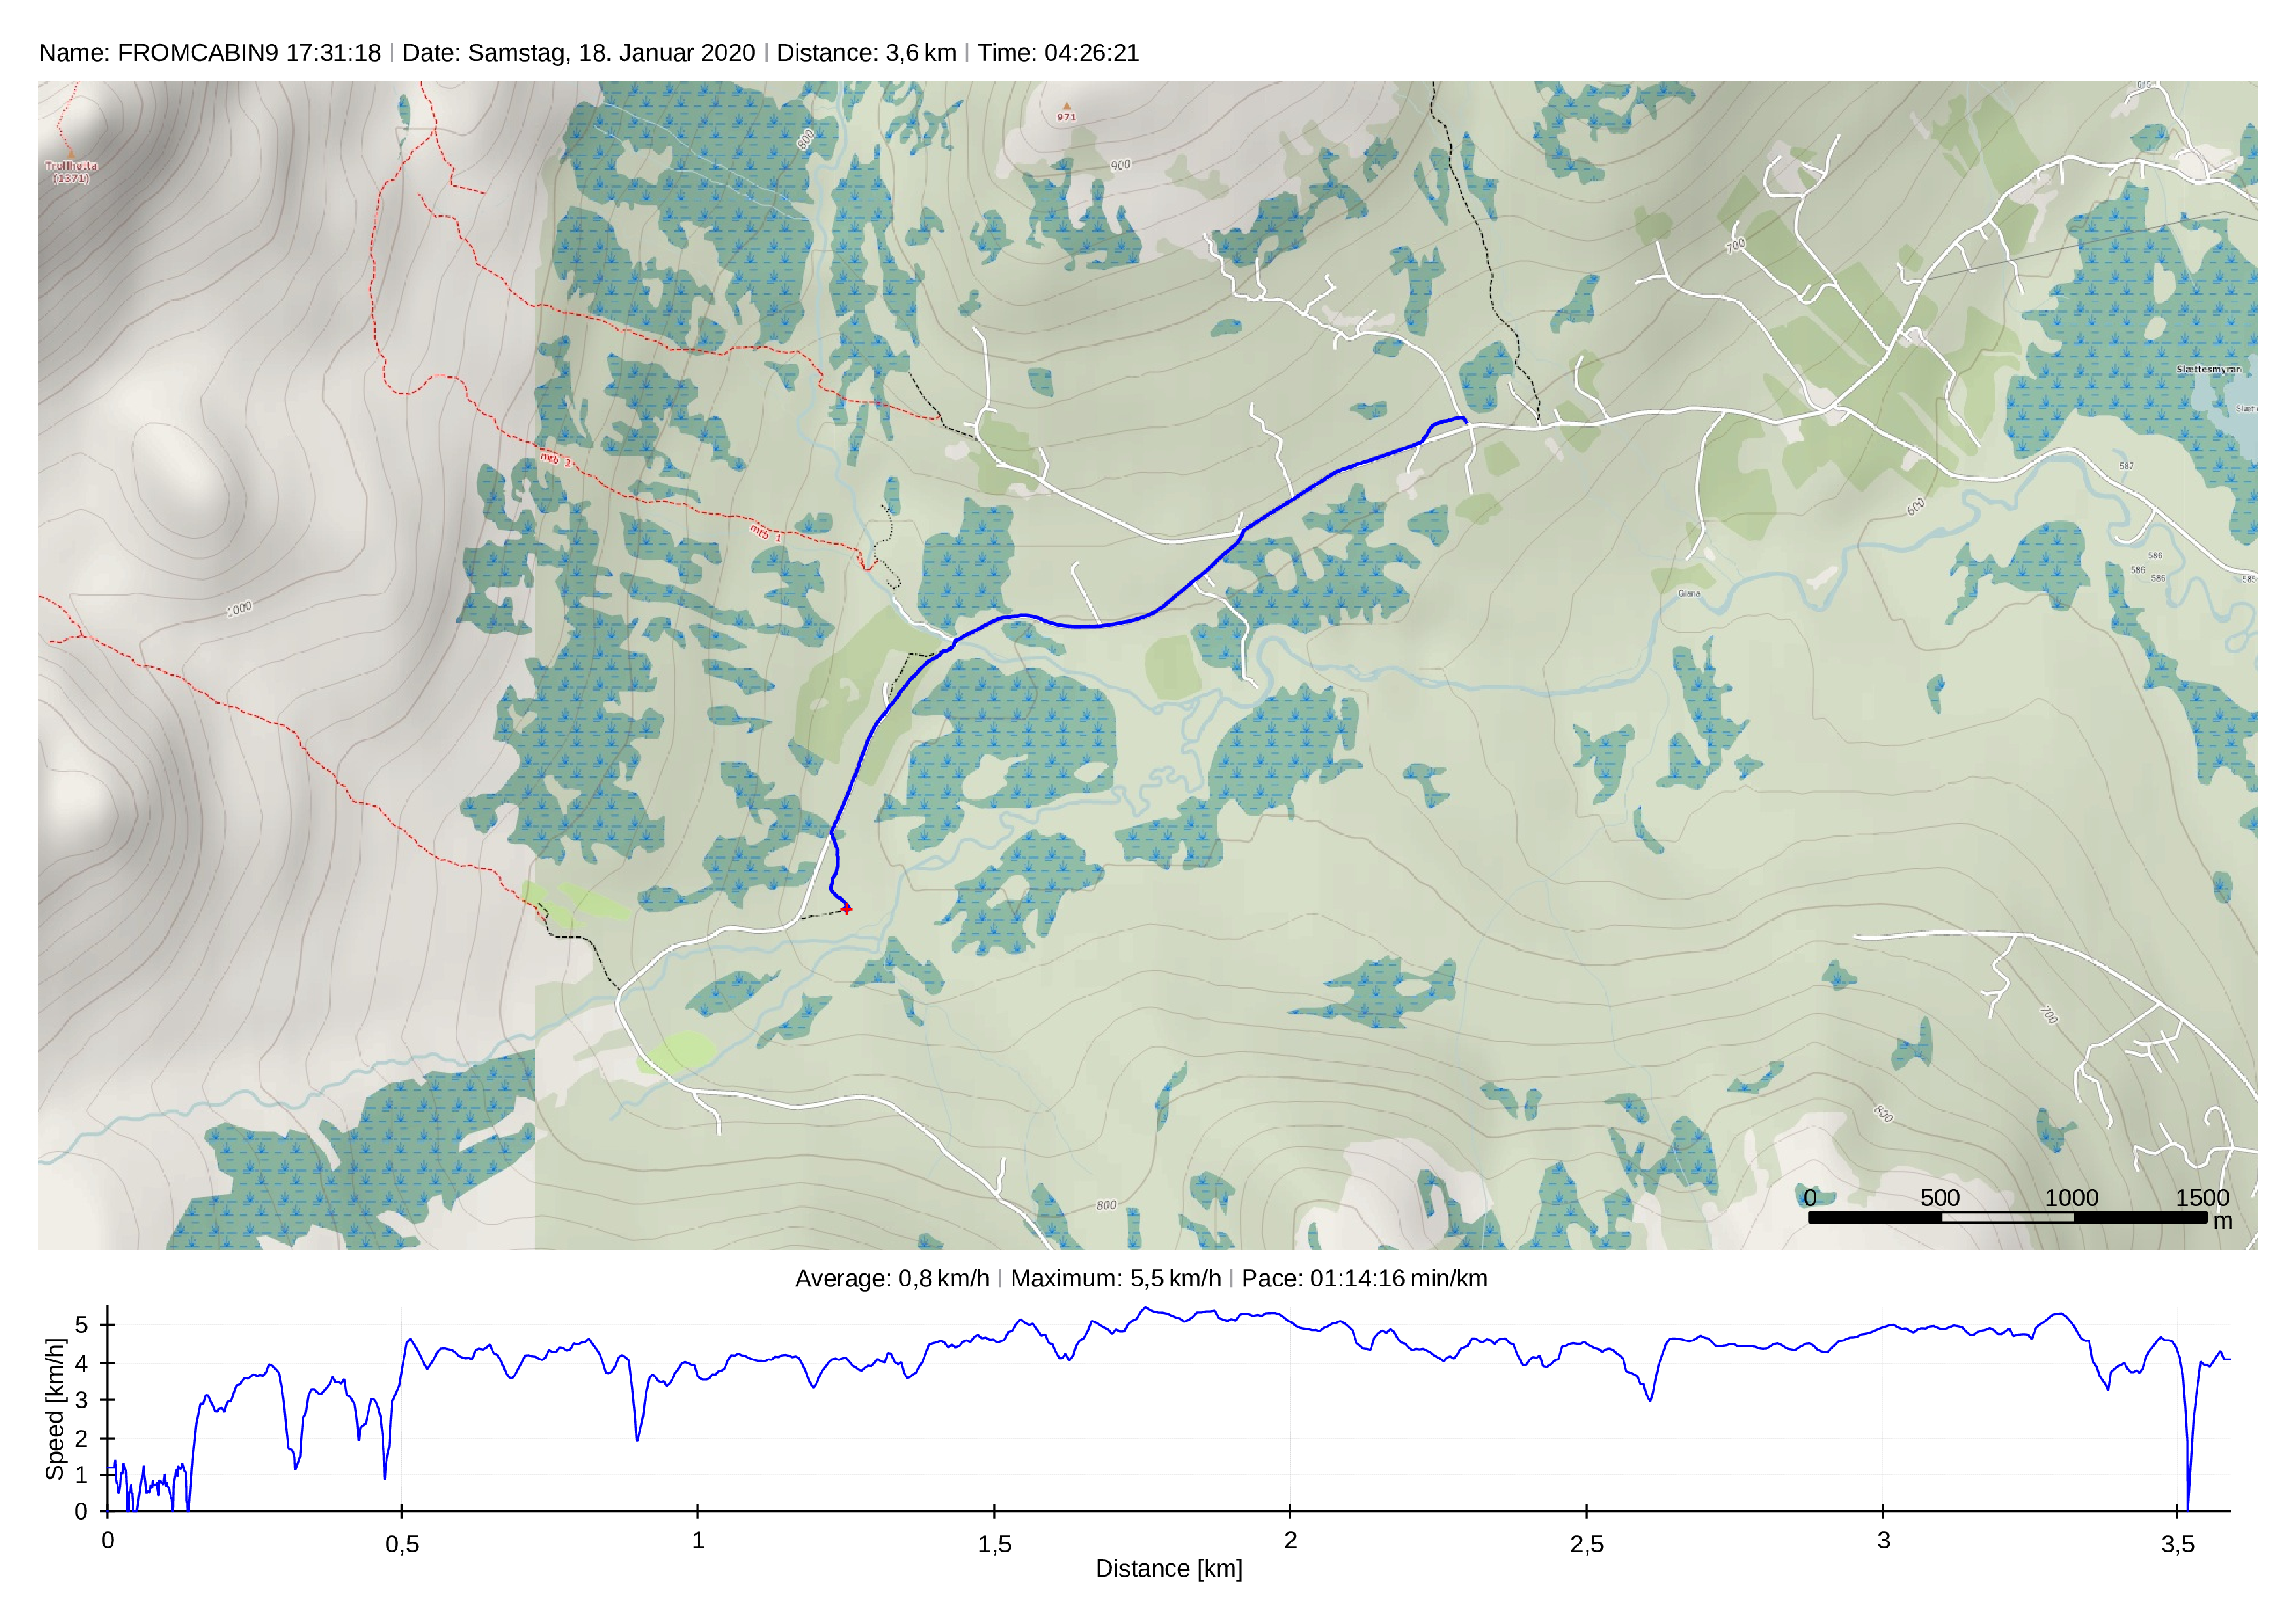 Name: FROMCABIN9 17:31:18 | Date: Samstag, 18. Januar 2020 | Distance: 3,6 km | Time: 04:26:21
615
971
Trollhøtta
(1371)
800
900
700
Slættesmyran
mtb 2
587
600
mtb 1
586
586
586
585
Gisna
1000
700
800
800
0 500 1000 1500
m
Average: 0,8 km/h | Maximum: 5,5 km/h | Pace: 01:14:16 min/km
Speed [km/h]
5
4
3
2
1
0
0 0,5 1 1,5 2 2,5 3 3,5
Distance [km]